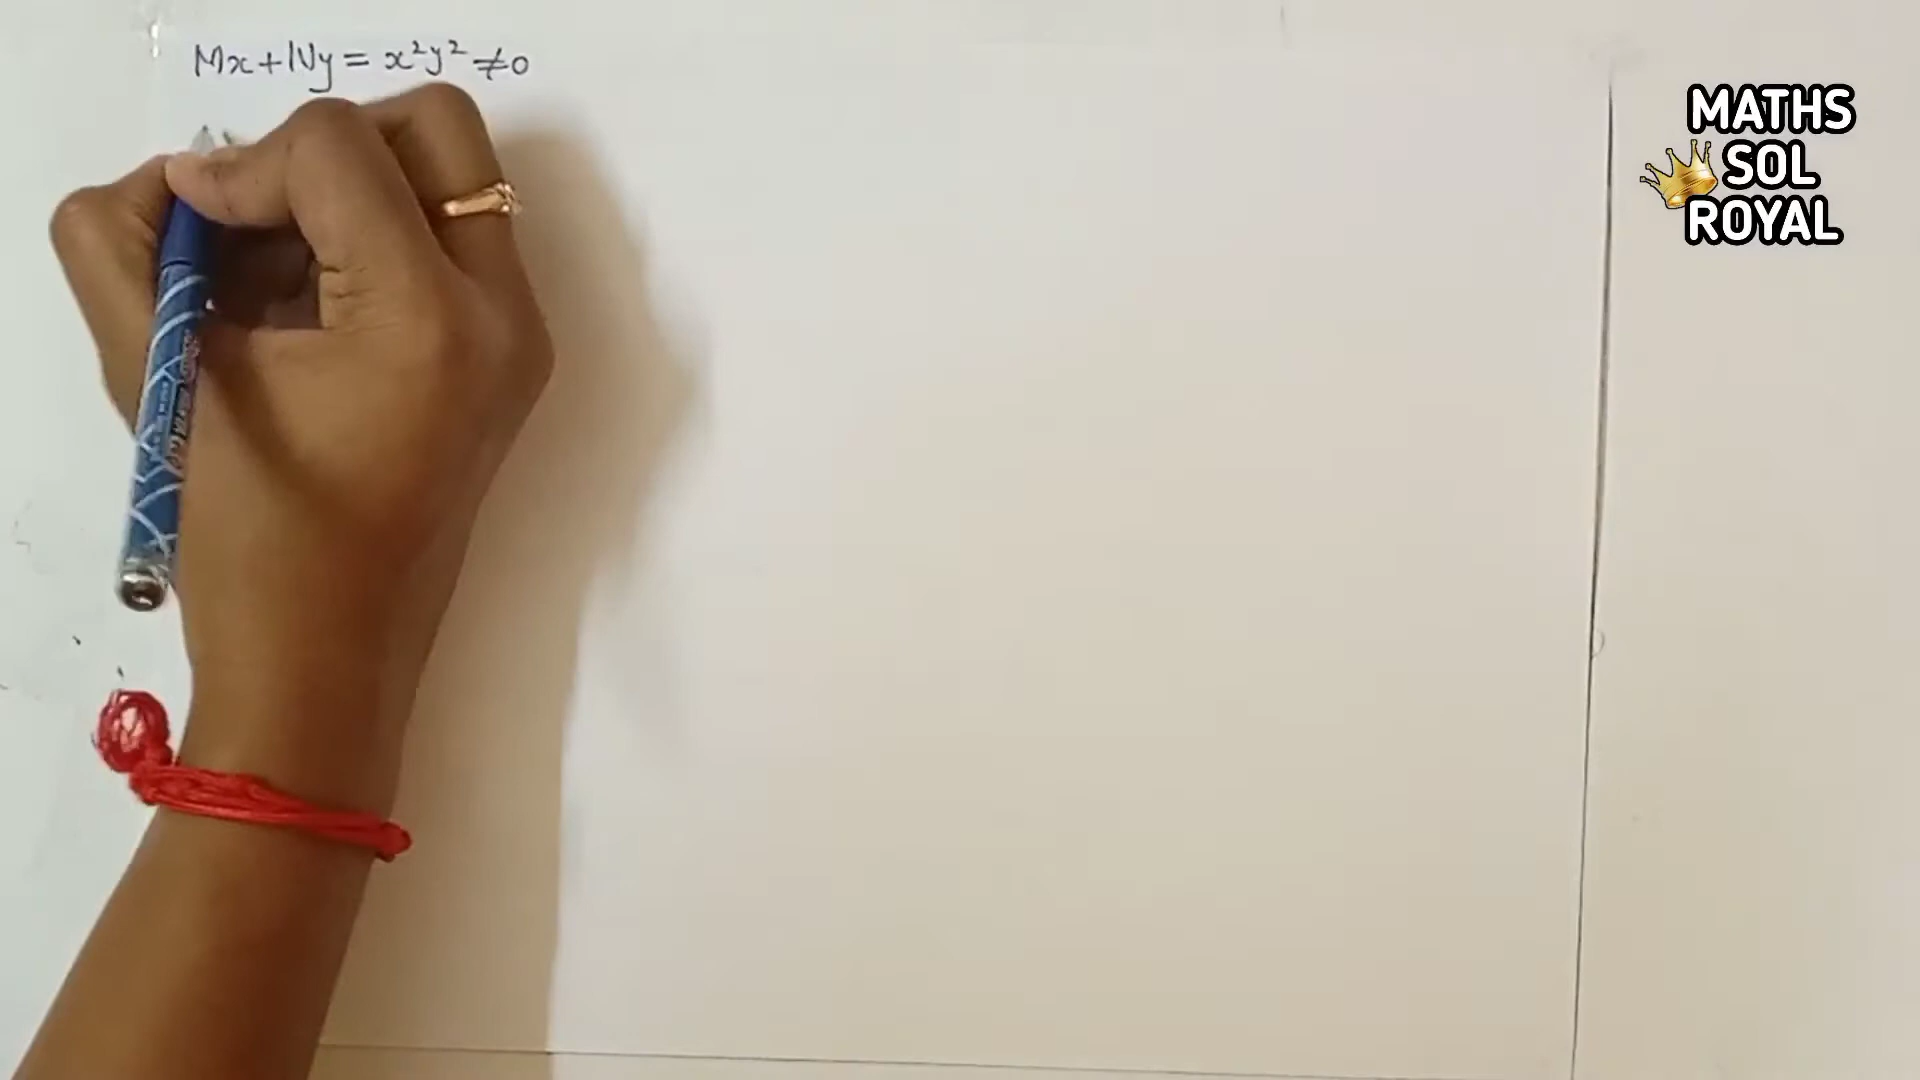 Mx+Ny = x²y² ≠0
MATHS
SOL
ROYAL